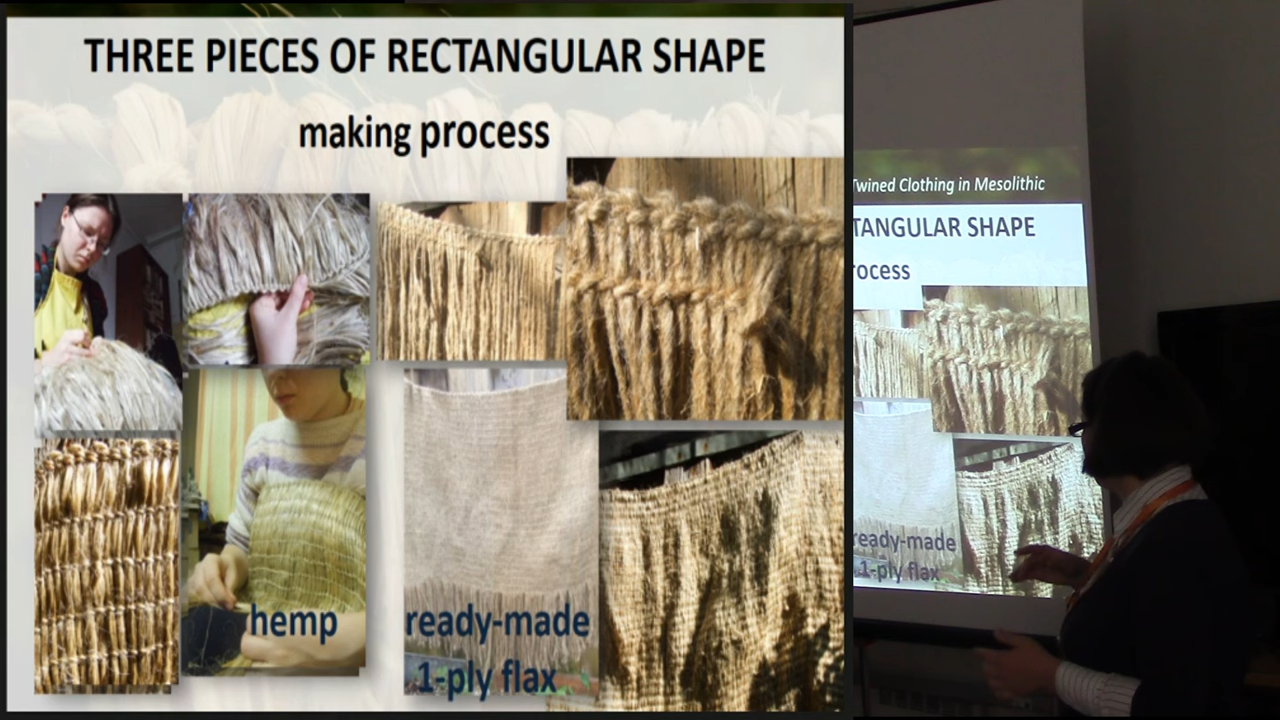 THREE PIECES OF RECTANGULAR SHAPE
making process
hemp
ready-made
1-ply flax
Twined Clothing in Mesolithic
TANGULAR SHAPE
rocess
ready-made
1-ply flax